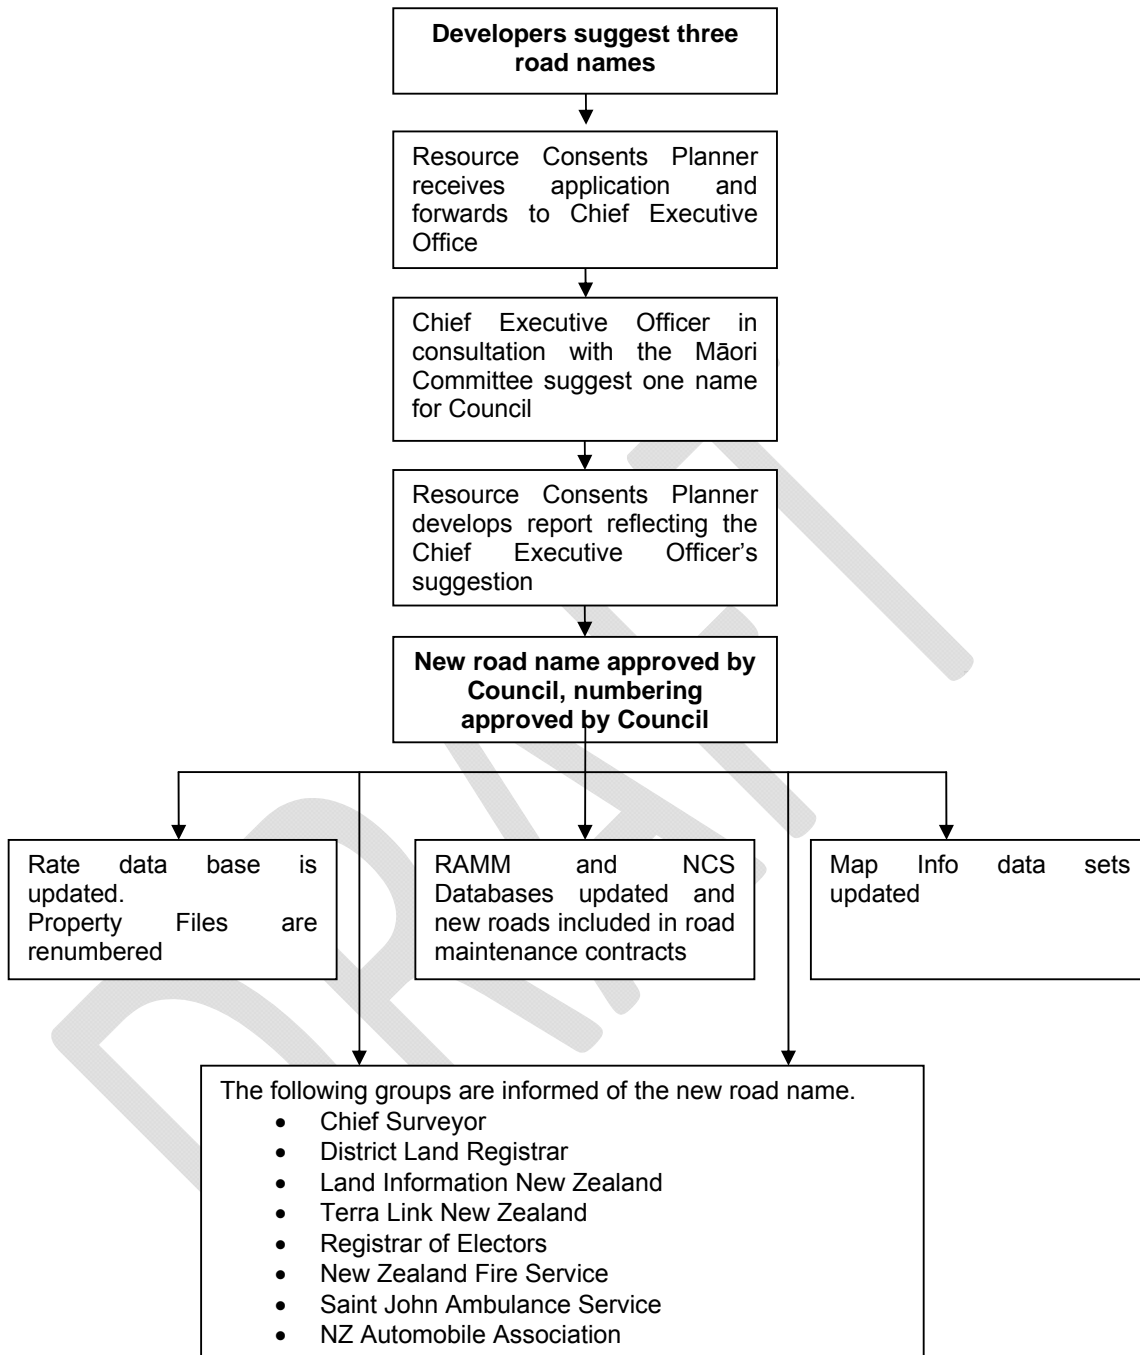 Developers suggest three
road names
Resource Consents Planner
receives application and
forwards to Chief Executive
Office
Chief Executive Officer in
consultation with the Māori
Committee suggest one name
for Council
Resource Consents Planner
develops report reflecting the
Chief Executive Officer’s
suggestion
New road name approved by
Council, numbering
approved by Council
Rate data base is
updated.
Property Files are
renumbered
RAMM and NCS
Databases updated and
new roads included in road
maintenance contracts
Map Info data sets
updated
The following groups are informed of the new road name.
• Chief Surveyor
• District Land Registrar
• Land Information New Zealand
• Terra Link New Zealand
• Registrar of Electors
• New Zealand Fire Service
• Saint John Ambulance Service
• NZ Automobile Association
DRAFT